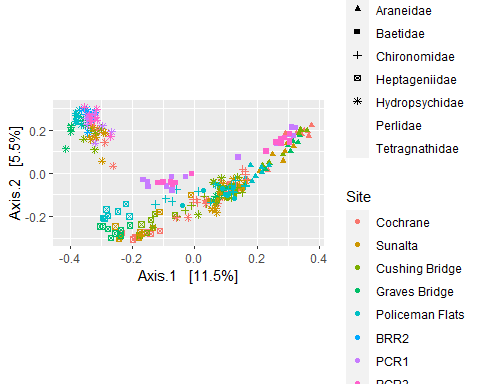 Araneidae
Baetidae
Chironomidae
Heptageniidae
Hydropsychidae
Perlidae
Tetragnathidae
Site
Cochrane
Sunalta
Cushing Bridge
Graves Bridge
Policeman Flats
BRR2
PCR1
0.2
0.0
-0.2
Axis.2 [5.5%]
-0.4 -0.2 0.0 0.2 0.4
Axis.1 [11.5%]